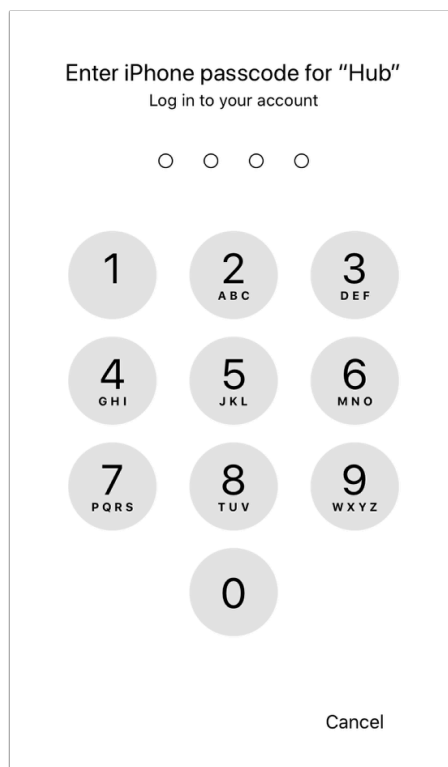 Enter iPhone passcode for “Hub”
Log in to your account
1 2 3
ABC DEF
4 5 6
GHI JKL MNO
7 8 9
PQRS TUV WXYZ
0
Cancel